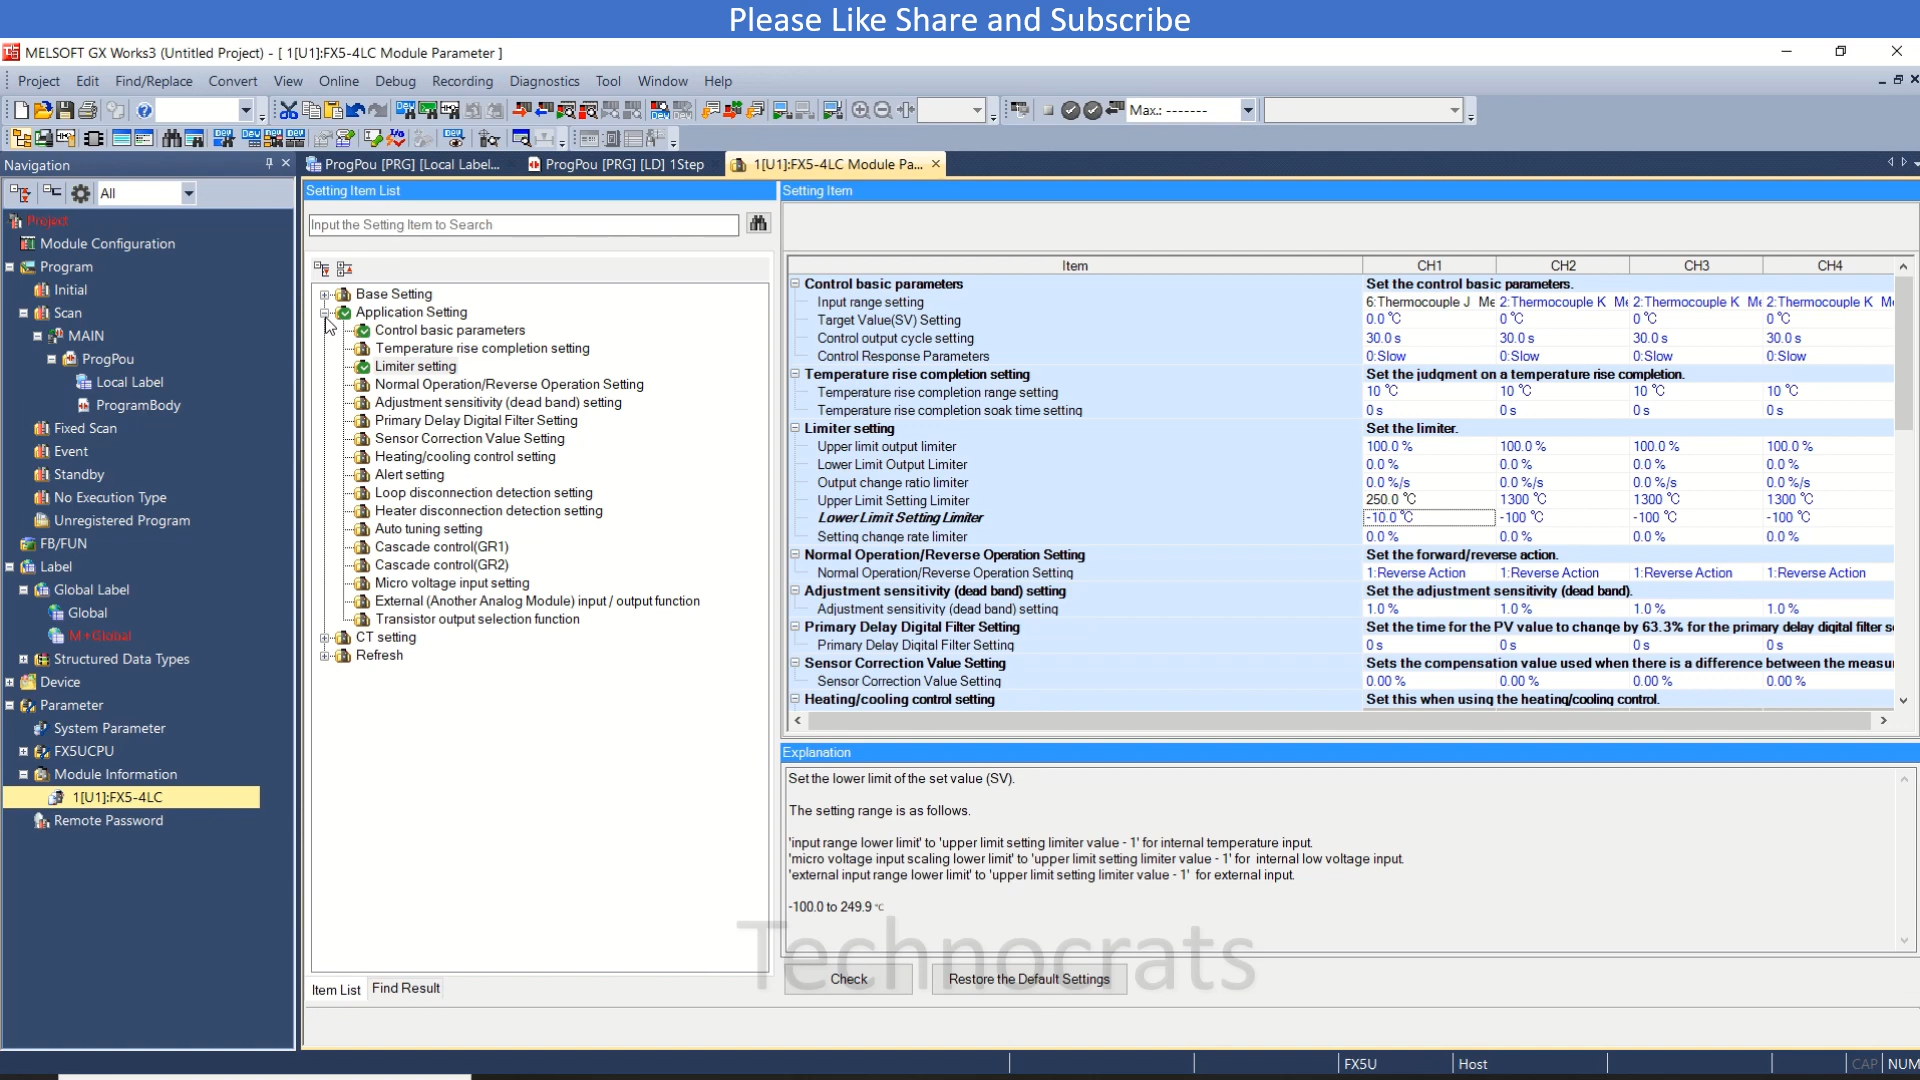 Please Like Share and Subscribe
MELSOFT GX Works3 (Untitled Project) - [ 1[U1]:FX5-4LC Module Parameter ]
Project Edit Find/Replace Convert View Online Debug Recording Diagnostics Tool Window Help
Max.: -------
Navigation
ProgPou [PRG] [Local Label...
ProgPou [PRG] [LD] 1Step
1[U1]:FX5-4LC Module Pa...
All
Project
Module Configuration
Program
Initial
Scan
MAIN
ProgPou
Local Label
ProgramBody
Fixed Scan
Event
Standby
No Execution Type
Unregistered Program
FB/FUN
Label
Global Label
Global
M+Global
Structured Data Types
Device
Parameter
System Parameter
FX5UCPU
Module Information
1[U1]:FX5-4LC
Remote Password
Setting Item List
Input the Setting Item to Search
Base Setting
Application Setting
Control basic parameters
Temperature rise completion setting
Limiter setting
Normal Operation/Reverse Operation Setting
Adjustment sensitivity (dead band) setting
Primary Delay Digital Filter Setting
Sensor Correction Value Setting
Heating/cooling control setting
Alert setting
Loop disconnection detection setting
Heater disconnection detection setting
Auto tuning setting
Cascade control(GR1)
Cascade control(GR2)
Micro voltage input setting
External (Another Analog Module) input / output function
Transistor output selection function
CT setting
Refresh
Item List Find Result
Setting Item
Item CH1 CH2 CH3 CH4
Control basic parameters Set the control basic parameters.
Input range setting 6:Thermocouple J Me 2:Thermocouple K Me 2:Thermocouple K Me 2:Thermocouple K Me
Target Value(SV) Setting 0.0 ℃ 0 ℃ 0 ℃ 0 ℃
Control output cycle setting 30.0 s 30.0 s 30.0 s 30.0 s
Control Response Parameters 0:Slow 0:Slow 0:Slow 0:Slow
Temperature rise completion setting Set the judgment on a temperature rise completion.
Temperature rise completion range setting 10 ℃ 10 ℃ 10 ℃ 10 ℃
Temperature rise completion soak time setting 0 s 0 s 0 s 0 s
Limiter setting Set the limiter.
Upper limit output limiter 100.0 % 100.0 % 100.0 % 100.0 %
Lower Limit Output Limiter 0.0 % 0.0 % 0.0 % 0.0 %
Output change ratio limiter 0.0 %/s 0.0 %/s 0.0 %/s 0.0 %/s
Upper Limit Setting Limiter 250.0 ℃ 1300 ℃ 1300 ℃ 1300 ℃
Lower Limit Setting Limiter -10.0 ℃ -100 ℃ -100 ℃ -100 ℃
Setting change rate limiter 0.0 % 0.0 % 0.0 % 0.0 %
Normal Operation/Reverse Operation Setting Set the forward/reverse action.
Normal Operation/Reverse Operation Setting 1:Reverse Action 1:Reverse Action 1:Reverse Action 1:Reverse Action
Adjustment sensitivity (dead band) setting Set the adjustment sensitivity (dead band).
Adjustment sensitivity (dead band) setting 1.0 % 1.0 % 1.0 % 1.0 %
Primary Delay Digital Filter Setting Set the time for the PV value to change by 63.3% for the primary delay digital filter s
Primary Delay Digital Filter Setting 0 s 0 s 0 s 0 s
Sensor Correction Value Setting Sets the compensation value used when there is a difference between the measu
Sensor Correction Value Setting 0.00 % 0.00 % 0.00 % 0.00 %
Heating/cooling control setting Set this when using the heating/cooling control.
Explanation
Set the lower limit of the set value (SV).
The setting range is as follows.
'input range lower limit' to 'upper limit setting limiter value - 1' for internal temperature input.
'micro voltage input scaling lower limit' to 'upper limit setting limiter value - 1' for internal low voltage input.
'external input range lower limit' to 'upper limit setting limiter value - 1' for external input.
-100.0 to 249.9 ℃
Technocrats
Check Restore the Default Settings
FX5U Host CAP NUM